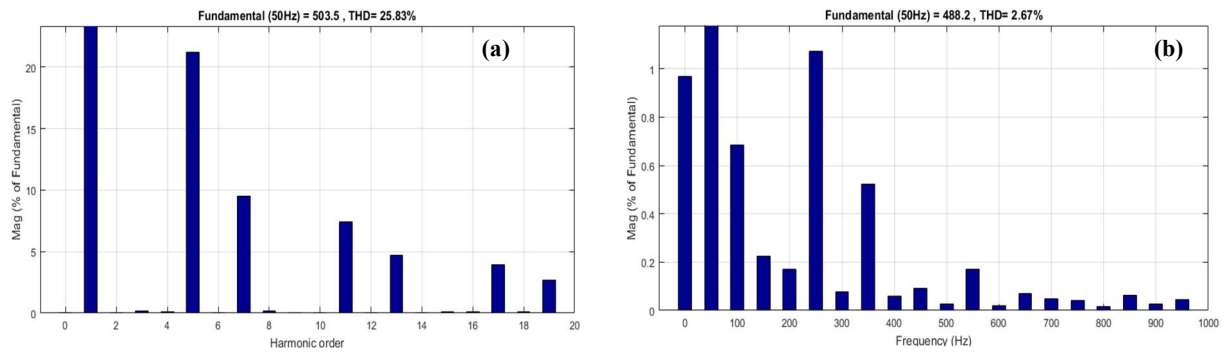 Fundamental (50Hz) = 503.5 , THD= 25.83%
(a)
Mag (% of Fundamental)
20
15
10
5
0
0 2 4 6 8 10 12 14 16 18 20
Harmonic order
Fundamental (50Hz) = 488.2 , THD= 2.67%
(b)
Mag (% of Fundamental)
1
0.8
0.6
0.4
0.2
0
0 100 200 300 400 500 600 700 800 900 1000
Frequency (Hz)